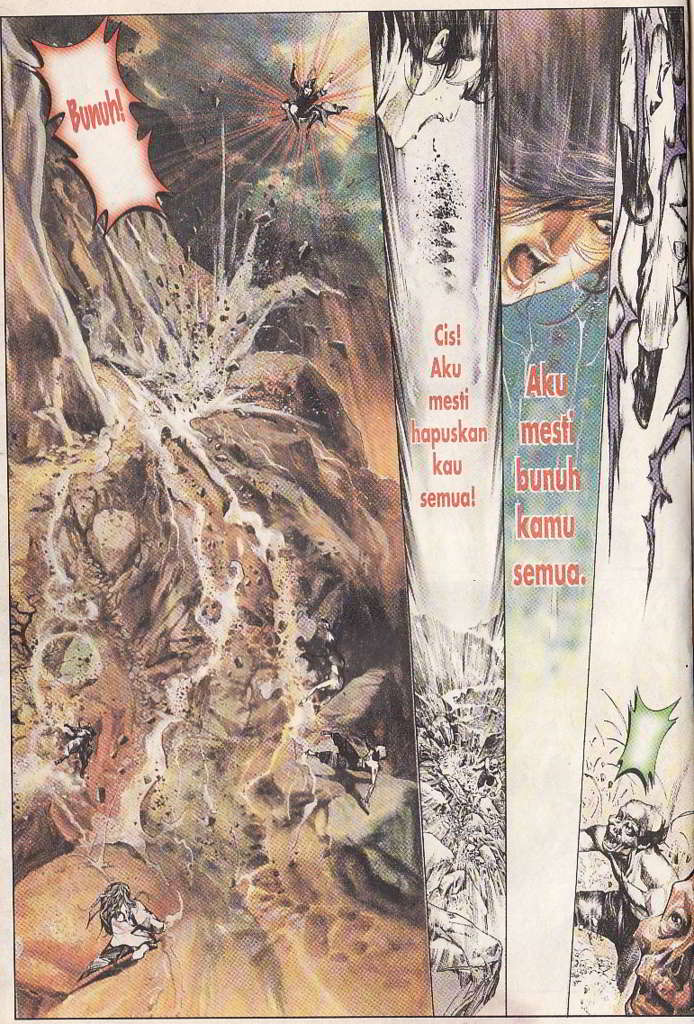 Bunuh!
Cis!
Aku
mesti
hapuskan
kau
semua!
Aku
mesti
bunuh
kamu
semua.